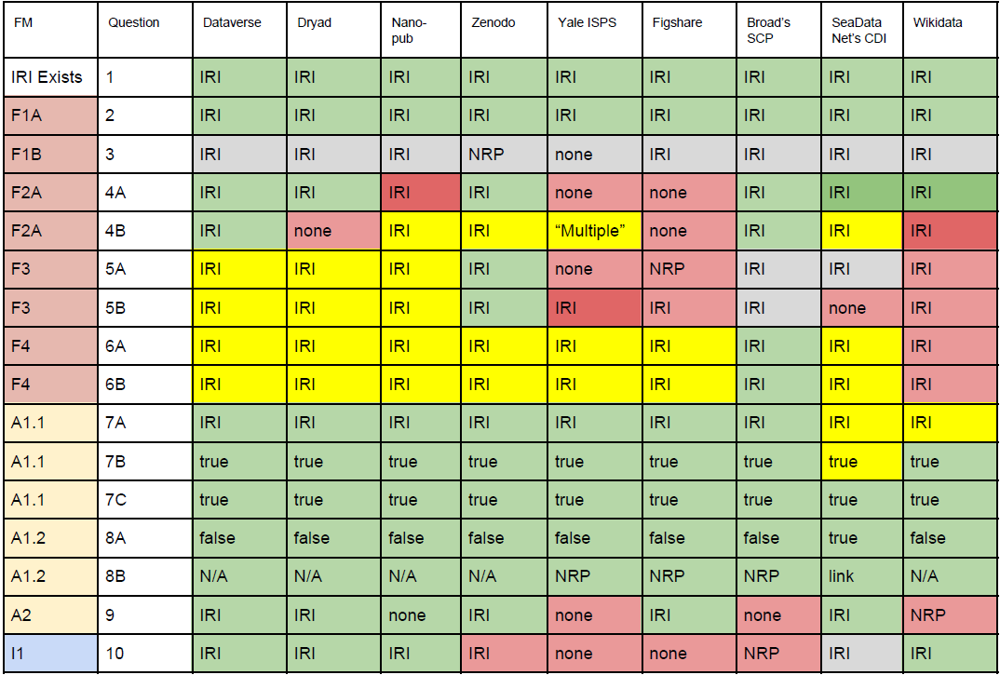 FM Question Dataverse Dryad Nano-pub Zenodo Yale ISPS Figshare Broad’s SCP SeaData Net’s CDI Wikidata
IRI Exists 1 IRI IRI IRI IRI IRI IRI IRI IRI IRI
F1A 2 IRI IRI IRI IRI IRI IRI IRI IRI IRI
F1B 3 IRI IRI IRI NRP none IRI IRI IRI IRI
F2A 4A IRI IRI IRI IRI none none IRI IRI IRI
F2A 4B IRI none IRI IRI “Multiple” none IRI IRI IRI
F3 5A IRI IRI IRI IRI none NRP IRI IRI IRI
F3 5B IRI IRI IRI IRI IRI IRI IRI none IRI
F4 6A IRI IRI IRI IRI IRI IRI IRI IRI IRI
F4 6B IRI IRI IRI IRI IRI IRI IRI IRI IRI
A1.1 7A IRI IRI IRI IRI IRI IRI IRI IRI IRI
A1.1 7B true true true true true true true true true
A1.1 7C true true true true true true true true true
A1.2 8A false false false false false false false true false
A1.2 8B N/A N/A N/A N/A NRP NRP NRP link N/A
A2 9 IRI IRI none IRI none IRI none IRI NRP
I1 10 IRI IRI IRI IRI none none NRP IRI IRI